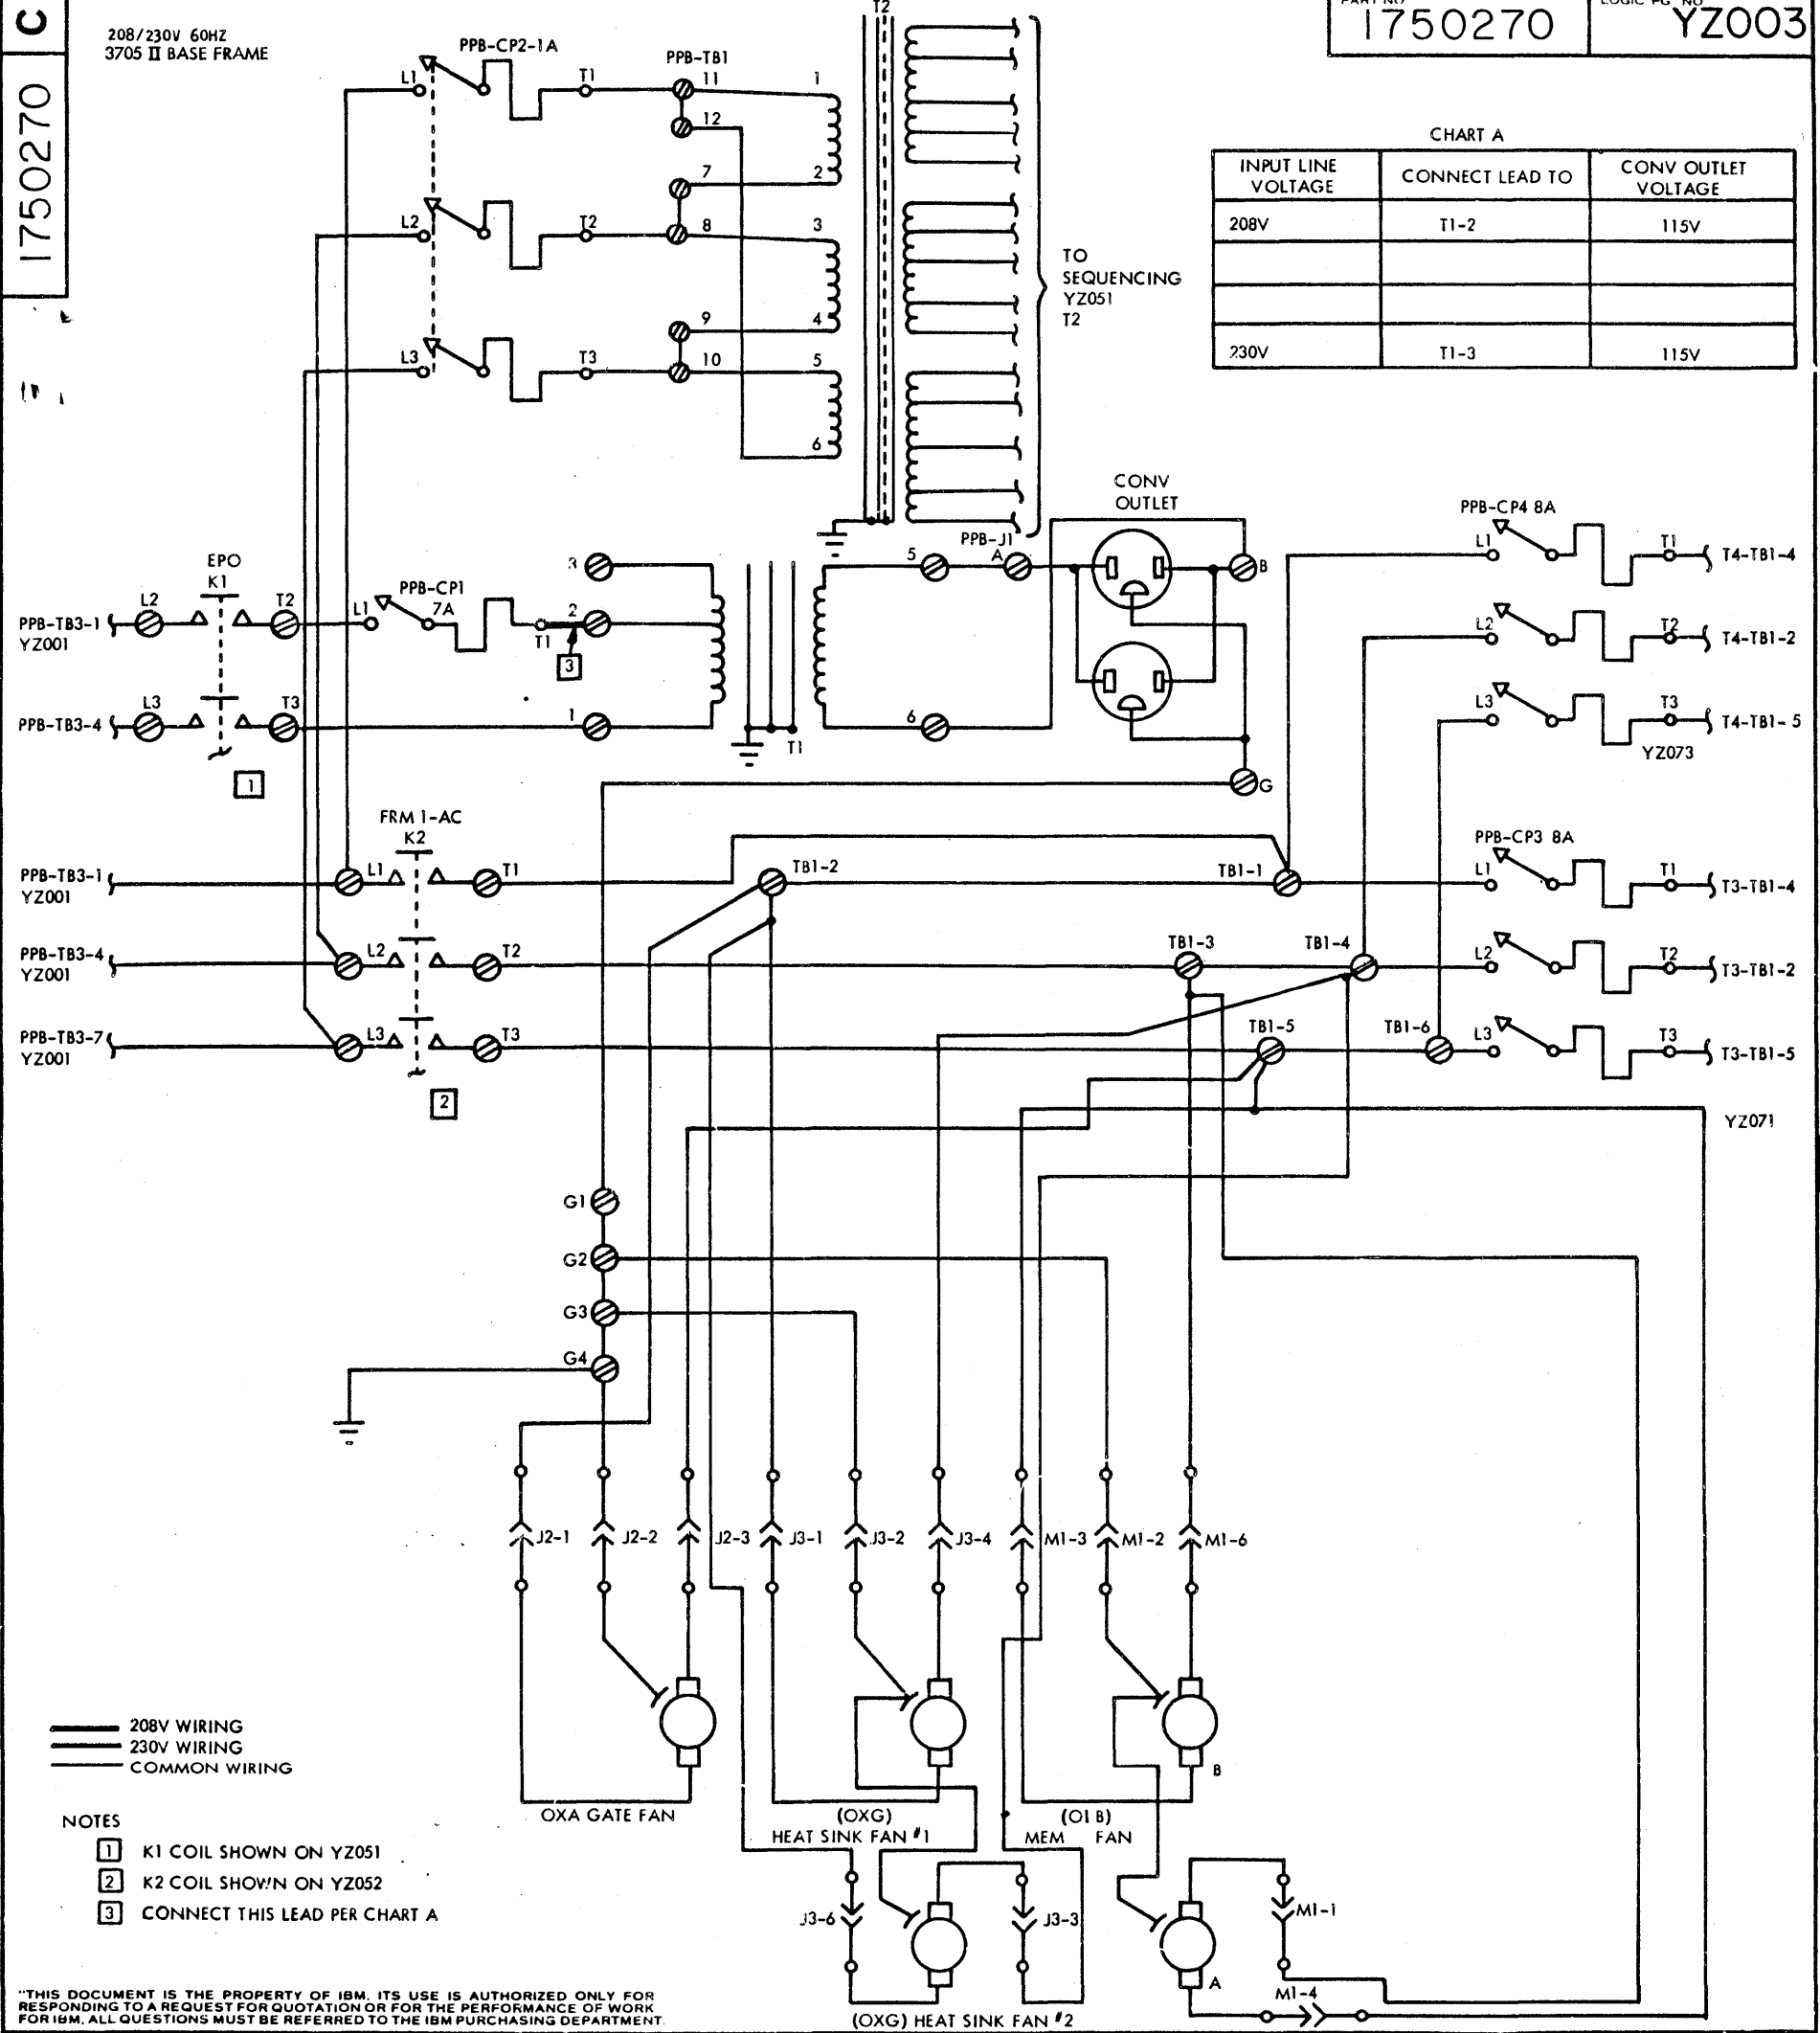 C
1750270
208/230V 60HZ
3705 II BASE FRAME
PART NO
1750270
LOGIC PG NO
YZ003
PPB-CP2-1A
L1
T1
PPB-TB1
11
12
1
2
7
8
L2
T2
3
4
9
10
L3
T3
5
6
T2
TO
SEQUENCING
YZ051
T2
CHART A
INPUT LINE VOLTAGE
CONNECT LEAD TO
CONV OUTLET VOLTAGE
208V
T1-2
115V
230V
T1-3
115V
CONV
OUTLET
PPB-J1
A
B
G
5
6
EPO
K1
PPB-TB3-1
YZ001
L2
T2
L1
PPB-CP1
7A
T1
3
2
3
1
T1
PPB-TB3-4
L3
T3
1
PPB-CP4 8A
L1
T1
T4-TB1-4
L2
T2
T4-TB1-2
L3
T3
T4-TB1-5
YZ073
FRM 1-AC
K2
PPB-TB3-1
YZ001
L1
T1
TB1-2
TB1-1
PPB-CP3 8A
L1
T1
T3-TB1-4
PPB-TB3-4
YZ001
L2
T2
TB1-3
TB1-4
L2
T2
T3-TB1-2
PPB-TB3-7
YZ001
L3
T3
TB1-5
TB1-6
L3
T3
T3-TB1-5
2
YZ071
G1
G2
G3
G4
J2-1
J2-2
J2-3
J3-1
J3-2
J3-4
M1-3
M1-2
M1-6
208V WIRING
230V WIRING
COMMON WIRING
B
OXA GATE FAN
(OXG)
HEAT SINK FAN #1
(01B)
MEM FAN
NOTES
1 K1 COIL SHOWN ON YZ051
2 K2 COIL SHOWN ON YZ052
3 CONNECT THIS LEAD PER CHART A
J3-6
J3-3
M1-1
A
M1-4
(OXG) HEAT SINK FAN #2
"THIS DOCUMENT IS THE PROPERTY OF IBM. ITS USE IS AUTHORIZED ONLY FOR
RESPONDING TO A REQUEST FOR QUOTATION OR FOR THE PERFORMANCE OF WORK
FOR IBM. ALL QUESTIONS MUST BE REFERRED TO THE IBM PURCHASING DEPARTMENT.